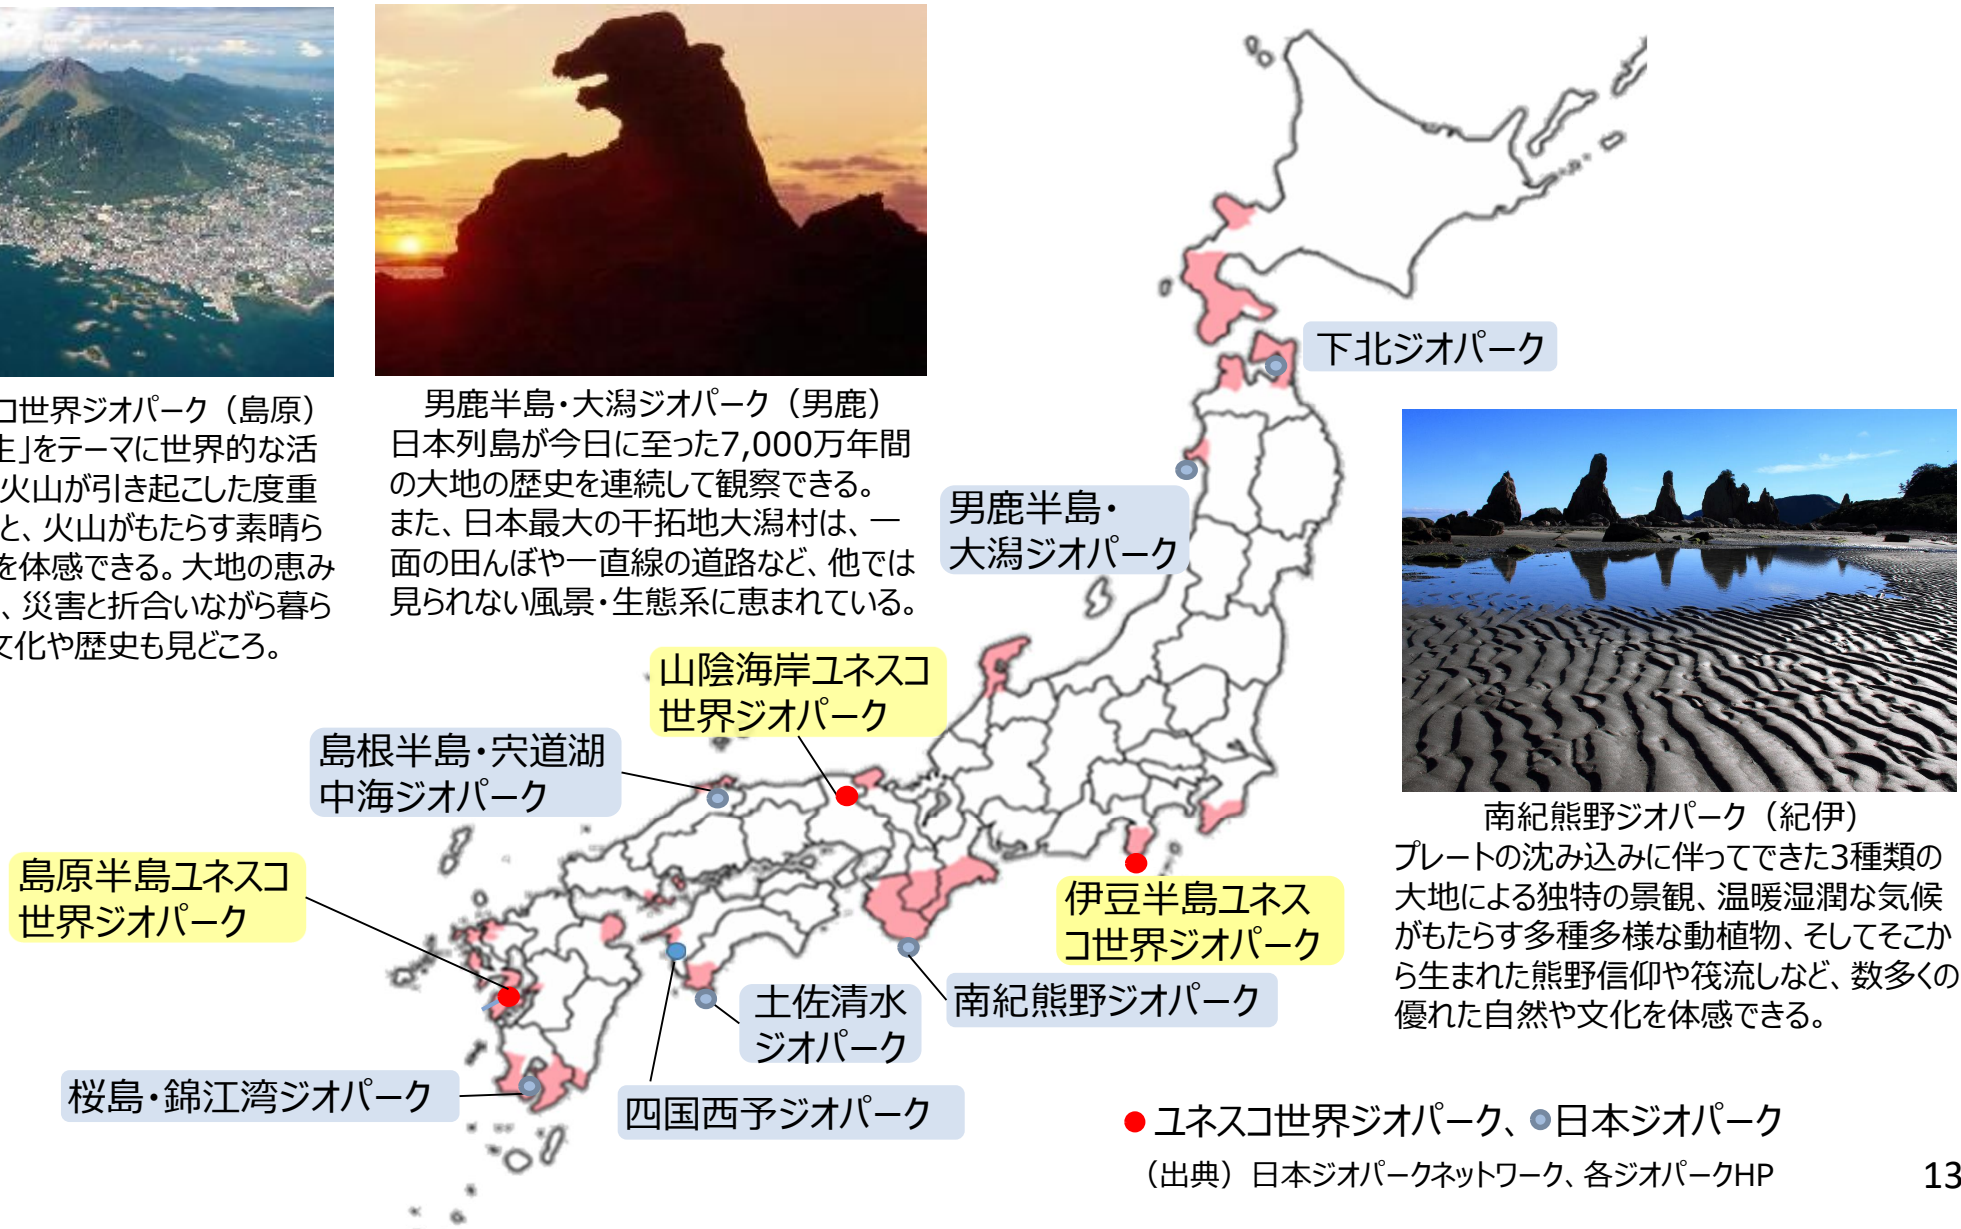 コ世界ジオパーク（島原）
生」をテーマに世界的な活
火山が引き起こした度重
と、火山がもたらす素晴ら
を体感できる。大地の恵み
、災害と折合いながら暮ら
文化や歴史も見どころ。
男鹿半島・大潟ジオパーク（男鹿）
日本列島が今日に至った7,000万年間
の大地の歴史を連続して観察できる。
また、日本最大の干拓地大潟村は、一
面の田んぼや一直線の道路など、他では
見られない風景・生態系に恵まれている。
下北ジオパーク
男鹿半島・
大潟ジオパーク
山陰海岸ユネスコ
世界ジオパーク
島根半島・宍道湖
中海ジオパーク
島原半島ユネスコ
世界ジオパーク
伊豆半島ユネス
コ世界ジオパーク
南紀熊野ジオパーク
土佐清水
ジオパーク
桜島・錦江湾ジオパーク
四国西予ジオパーク
南紀熊野ジオパーク（紀伊）
プレートの沈み込みに伴ってできた3種類の
大地による独特の景観、温暖湿潤な気候
がもたらす多種多様な動植物、そしてそこか
ら生まれた熊野信仰や筏流しなど、数多くの
優れた自然や文化を体感できる。
ユネスコ世界ジオパーク、 日本ジオパーク
（出典）日本ジオパークネットワーク、各ジオパークHP
13